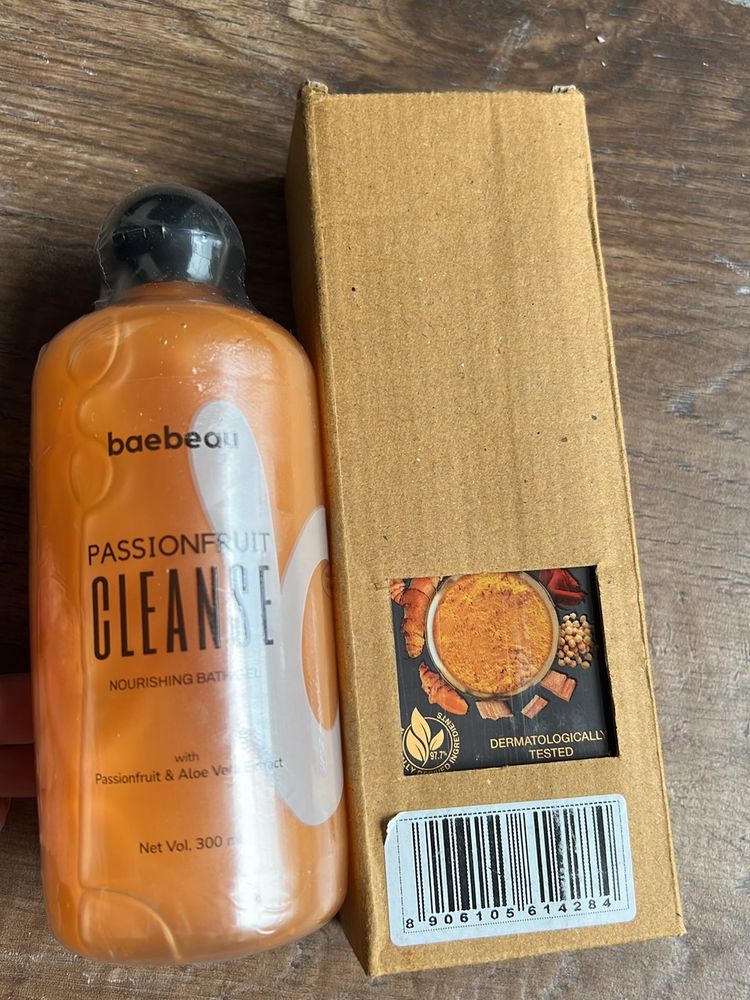 baebeau
PASSIONFRUIT
CLEANSE
NOURISHING BATH GEL
with
Passionfruit & Aloe Vera Extract
Net Vol. 300 ml
97.7%
INGREDIENTS
DERMATOLOGICALLY
TESTED
8 906105 614284